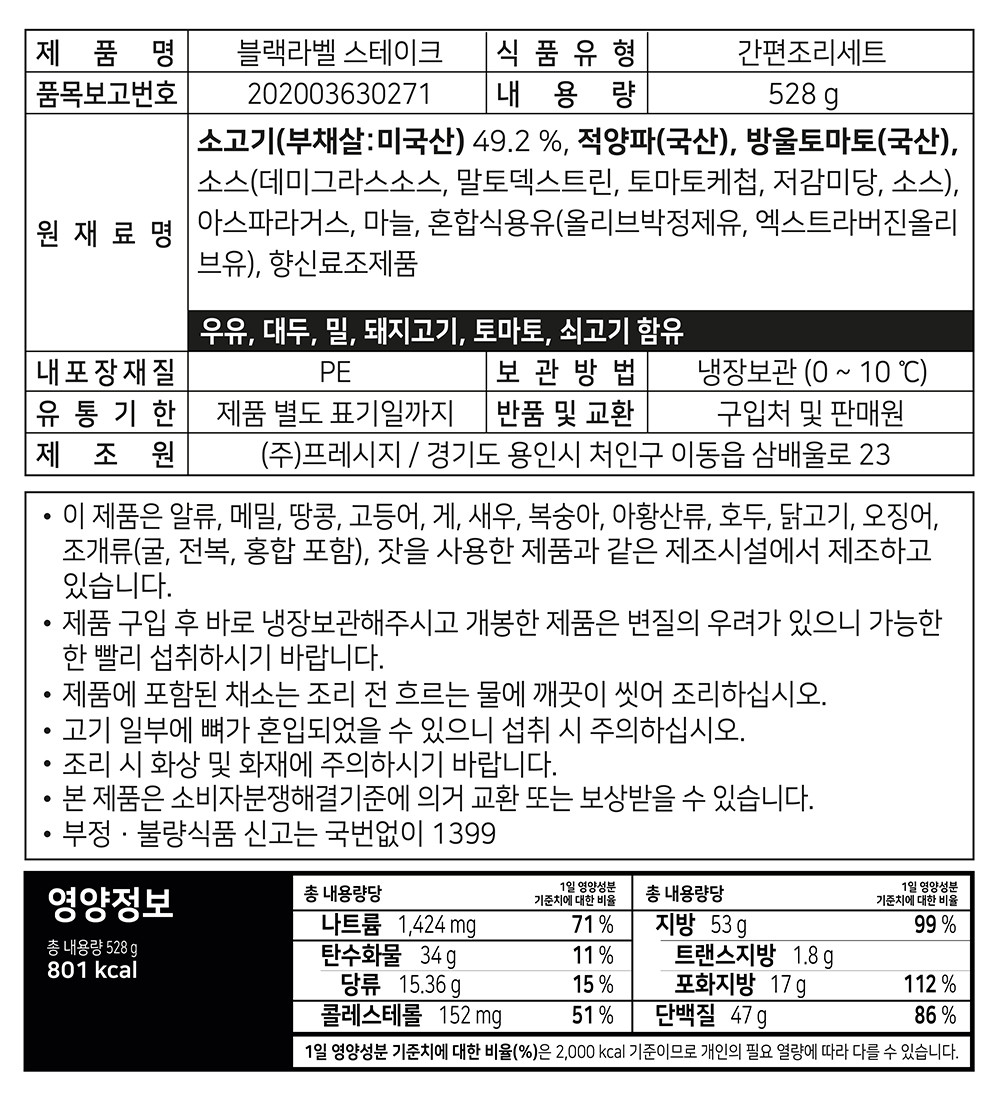 제 품 명 블랙라벨 스테이크 식 품 유 형 간편조리세트
품목보고번호 202003630271 내 용 량 528 g
원 재 료 명
소고기(부채살:미국산) 49.2 %, 적양파(국산), 방울토마토(국산),
소스(데미그라스소스, 말토덱스트린, 토마토케첩, 저감미당, 소스),
아스파라거스, 마늘, 혼합식용유(올리브박정제유, 엑스트라버진올리
브유), 향신료조제품
우유, 대두, 밀, 돼지고기, 토마토, 쇠고기 함유
내포장재질 PE 보 관 방 법 냉장보관 (0 ~ 10 ℃)
유 통 기 한 제품 별도 표기일까지 반품 및 교환 구입처 및 판매원
제 조 원 (주)프레시지 / 경기도 용인시 처인구 이동읍 삼배울로 23
• 이 제품은 알류, 메밀, 땅콩, 고등어, 게, 새우, 복숭아, 아황산류, 호두, 닭고기, 오징어,
조개류(굴, 전복, 홍합 포함), 잣을 사용한 제품과 같은 제조시설에서 제조하고
있습니다.
• 제품 구입 후 바로 냉장보관해주시고 개봉한 제품은 변질의 우려가 있으니 가능한
한 빨리 섭취하시기 바랍니다.
• 제품에 포함된 채소는 조리 전 흐르는 물에 깨끗이 씻어 조리하십시오.
• 고기 일부에 뼈가 혼입되었을 수 있으니 섭취 시 주의하십시오.
• 조리 시 화상 및 화재에 주의하시기 바랍니다.
• 본 제품은 소비자분쟁해결기준에 의거 교환 또는 보상받을 수 있습니다.
• 부정 · 불량식품 신고는 국번없이 1399
영양정보
총 내용량 528 g
801 kcal
총 내용량당 1일 영양성분 기준치에 대한 비율
나트륨 1,424 mg 71 %
탄수화물 34 g 11 %
당류 15.36 g 15 %
콜레스테롤 152 mg 51 %
총 내용량당 1일 영양성분 기준치에 대한 비율
지방 53 g 99 %
트랜스지방 1.8 g
포화지방 17 g 112 %
단백질 47 g 86 %
1일 영양성분 기준치에 대한 비율(%)은 2,000 kcal 기준이므로 개인의 필요 열량에 따라 다를 수 있습니다.